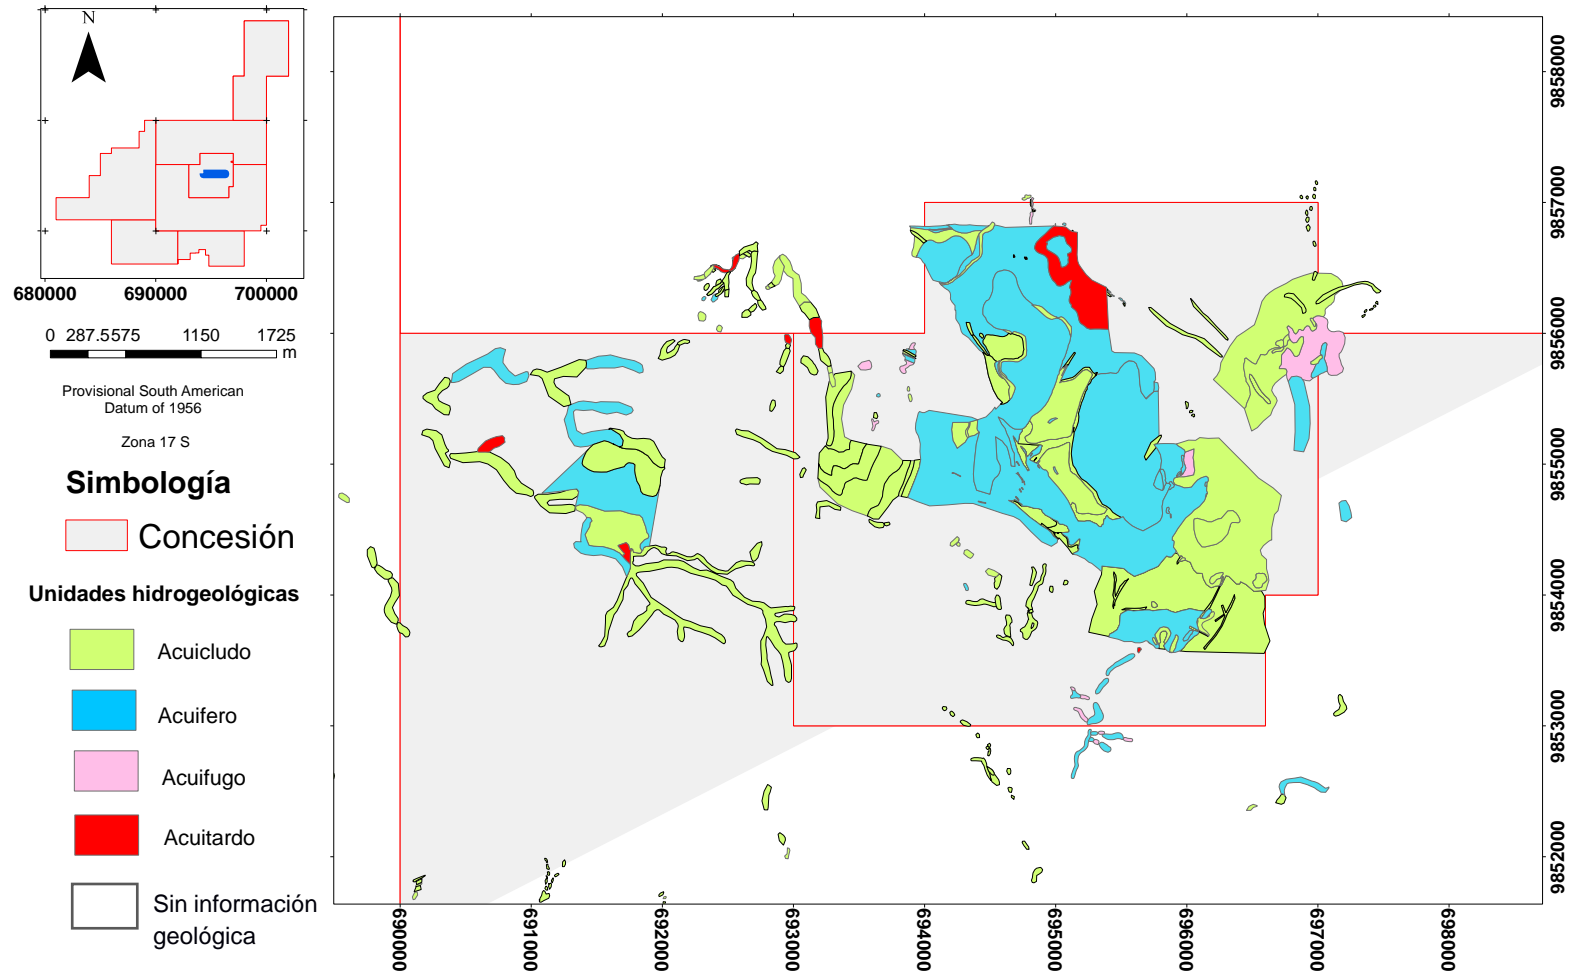 N
680000 690000 700000
0 287.5575 1150 1725
m
Provisional South American
Datum of 1956
Zona 17 S
Simbología
Concesión
Unidades hidrogeológicas
Acuicludo
Acuifero
Acuifugo
Acuitardo
Sin información
geológica
9858000
9857000
9856000
9855000
9854000
9853000
9852000
690000
691000
692000
693000
694000
695000
696000
697000
698000